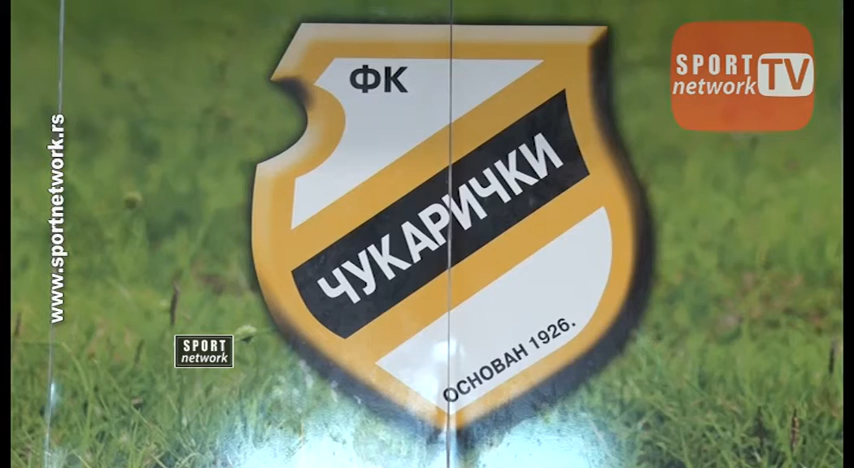 ФК
ЧУКАРИЧКИ
ОСНОВАН 1926.
SPORT
network TV
www.sportnetwork.rs
SPORT
network